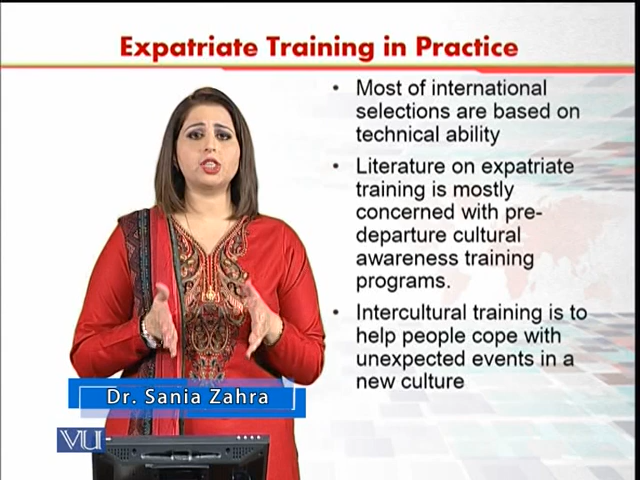 Expatriate Training in Practice
• Most of international
selections are based on
technical ability
• Literature on expatriate
training is mostly
concerned with pre-
departure cultural
awareness training
programs.
• Intercultural training is to
help people cope with
unexpected events in a
new culture
Dr. Sania Zahra
VU